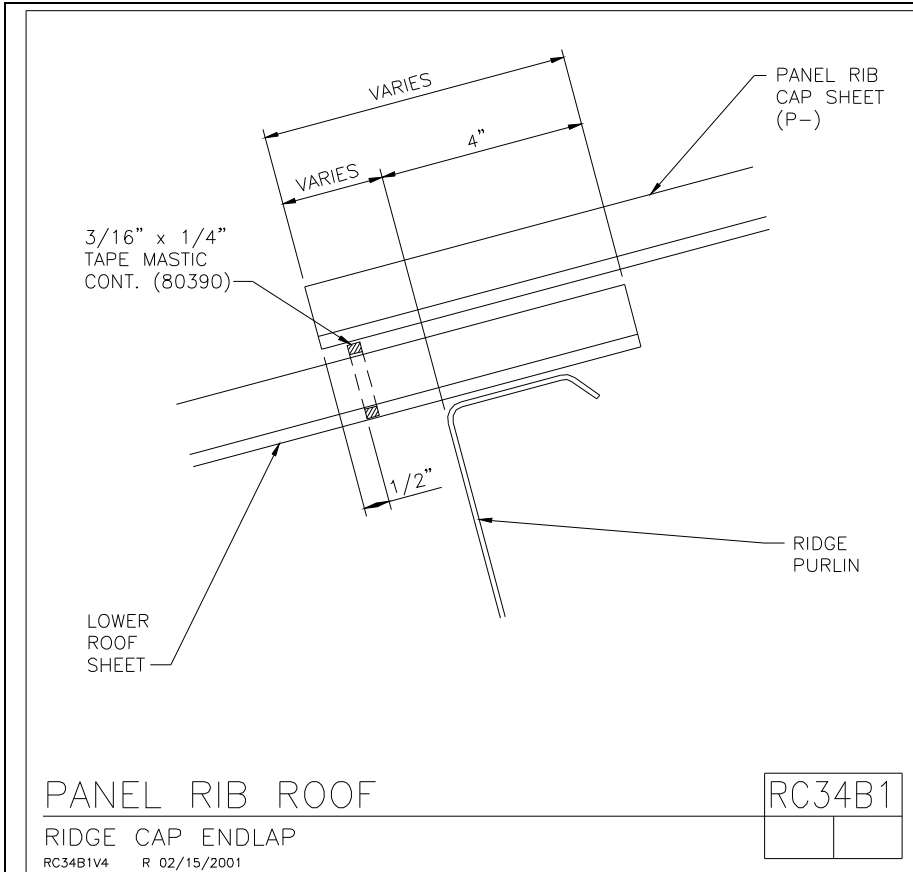 VARIES
4”
VARIES
PANEL RIB
CAP SHEET
(P-)
3/16” x 1/4”
TAPE MASTIC
CONT. (80390)
1/2”
RIDGE
PURLIN
LOWER
ROOF
SHEET
PANEL RIB ROOF
RC34B1
RIDGE CAP ENDLAP
RC34B1V4 R 02/15/2001